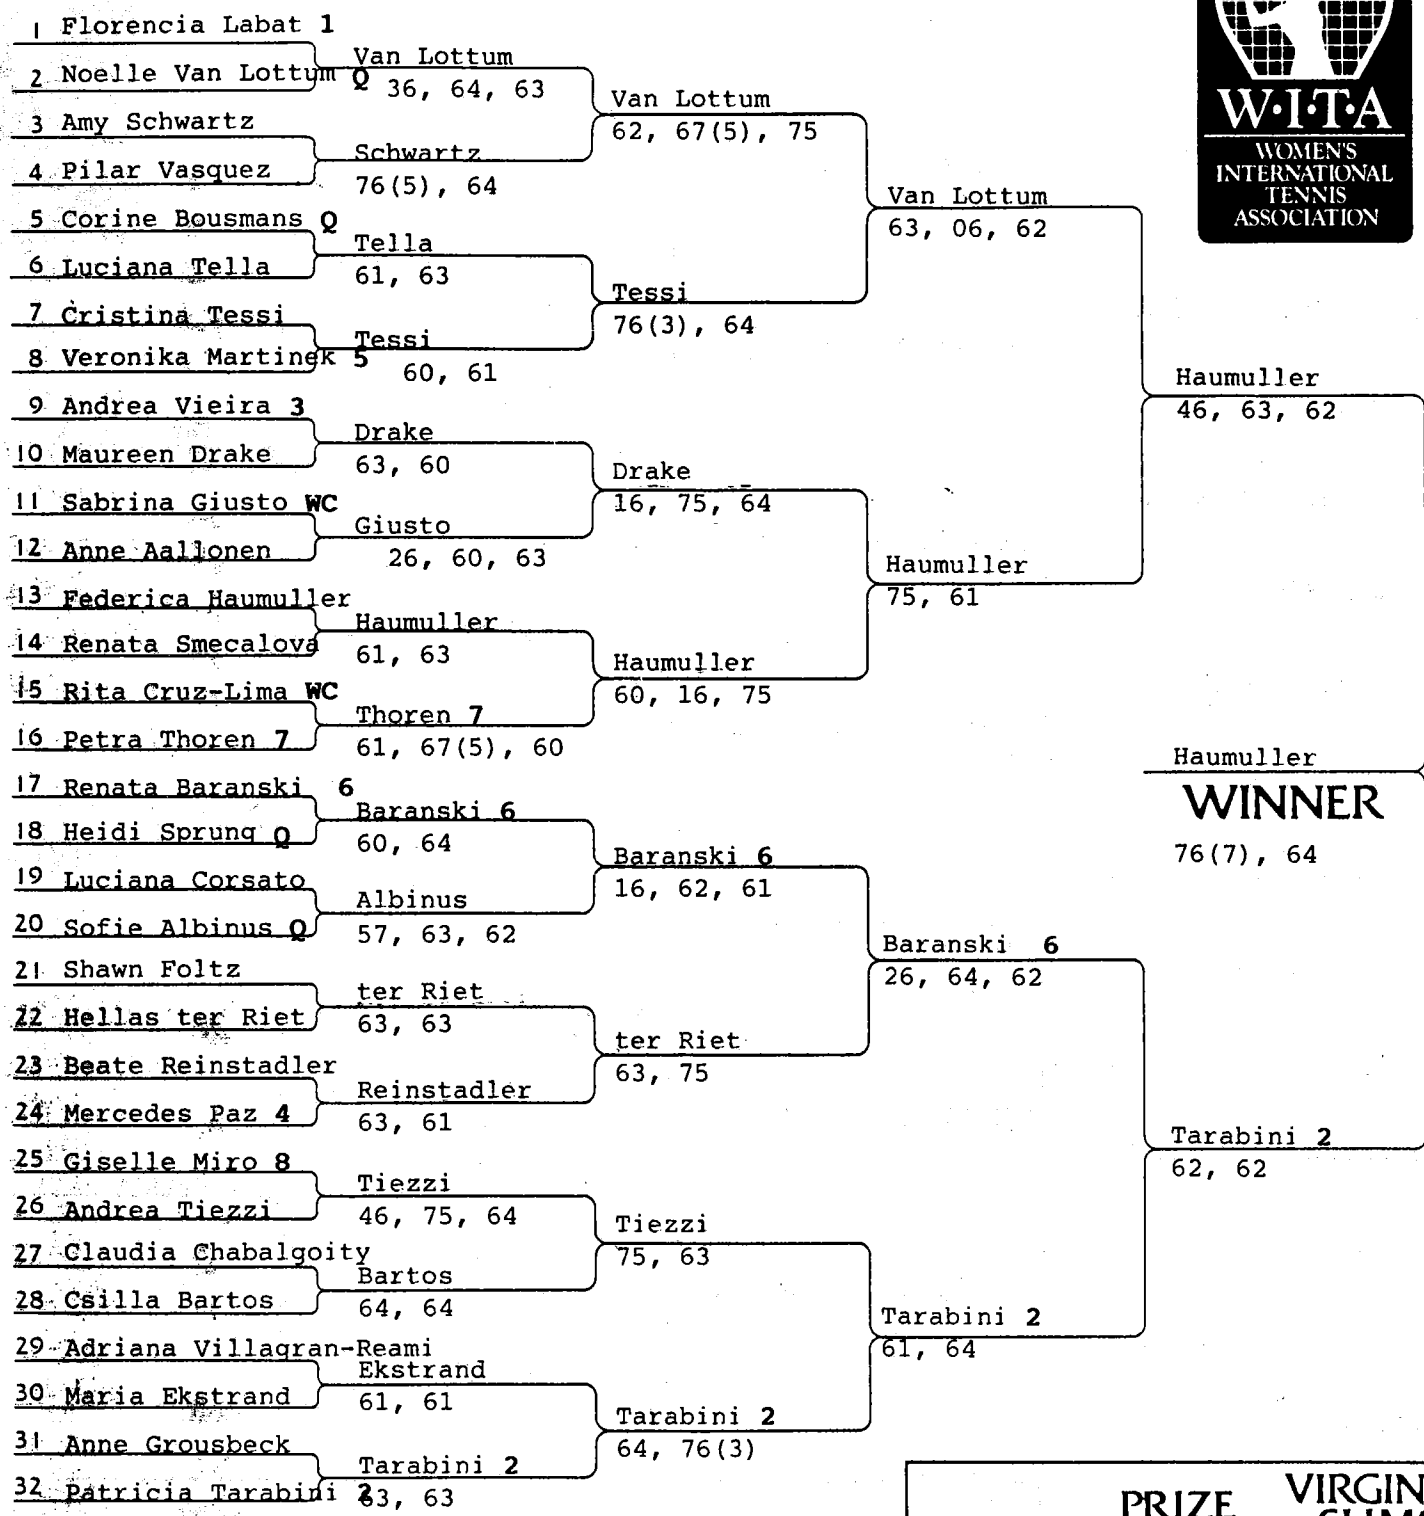 1 Florencia Labat 1
2 Noelle Van Lottum Q
3 Amy Schwartz
4 Pilar Vasquez
5 Corine Bousmans Q
6 Luciana Tella
7 Cristina Tessi
8 Veronika Martinek 5
9 Andrea Vieira 3
10 Maureen Drake
11 Sabrina Giusto WC
12 Anne Aallonen
13 Federica Haumuller
14 Renata Smecalova
15 Rita Cruz-Lima WC
16 Petra Thoren 7
17 Renata Baranski 6
18 Heidi Sprung Q
19 Luciana Corsato
20 Sofie Albinus Q
21 Shawn Foltz
22 Hellas ter Riet
23 Beate Reinstadler
24 Mercedes Paz 4
25 Giselle Miro 8
26 Andrea Tiezzi
27 Claudia Chabalgoity
28 Csilla Bartos
29 Adriana Villagran-Reami
30 Maria Ekstrand
31 Anne Grousbeck
32 Patricia Tarabini 2
Van Lottum
36, 64, 63
Schwartz
76(5), 64
Tella
61, 63
Tessi
60, 61
Drake
63, 60
Giusto
26, 60, 63
Haumuller
61, 63
Thoren 7
61, 67(5), 60
Baranski 6
60, 64
Albinus
57, 63, 62
ter Riet
63, 63
Reinstadler
63, 61
Tiezzi
46, 75, 64
Bartos
64, 64
Ekstrand
61, 61
Tarabini 2
63, 63
Van Lottum
62, 67(5), 75
Tessi
76(3), 64
Drake
16, 75, 64
Haumuller
60, 16, 75
Baranski 6
16, 62, 61
ter Riet
63, 75
Tiezzi
75, 63
Tarabini 2
64, 76(3)
Van Lottum
63, 06, 62
Haumuller
75, 61
Baranski 6
26, 64, 62
Tarabini 2
61, 64
Haumuller
46, 63, 62
Tarabini 2
62, 62
Haumuller
WINNER
76(7), 64
W·I·T·A
WOMEN'S
INTERNATIONAL
TENNIS
ASSOCIATION
PRIZE
VIRGIN